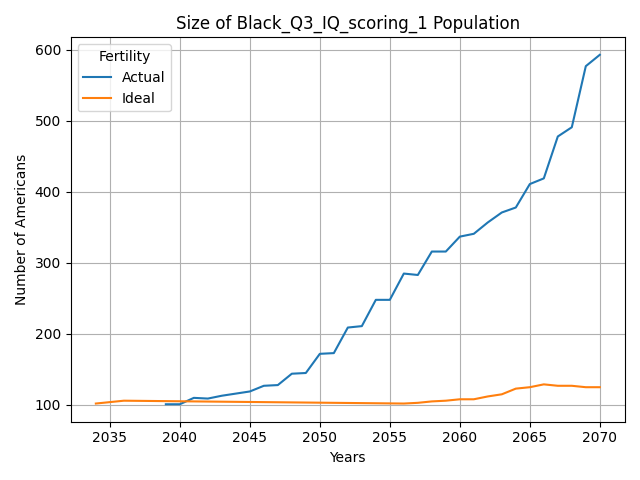 Size of Black_Q3_IQ_scoring_1 Population
Fertility
Actual
Ideal
Number of Americans
600
500
400
300
200
100
2035 2040 2045 2050 2055 2060 2065 2070
Years